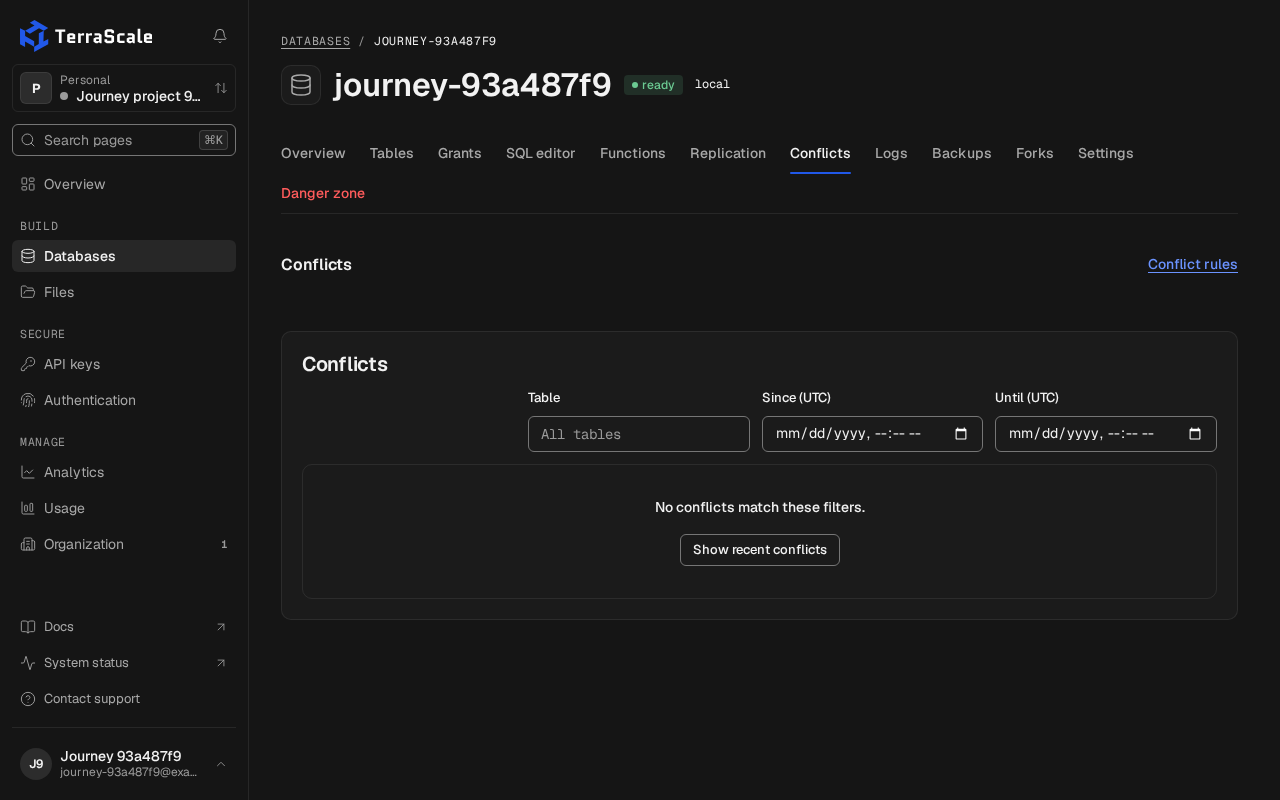 TerraScale
P
Personal
Journey project 9...
Search pages
⌘K
Overview
BUILD
Databases
Files
SECURE
API keys
Authentication
MANAGE
Analytics
Usage
Organization 1
Docs
System status
Contact support
J9
Journey 93a487f9
journey-93a487f9@exa...
DATABASES / JOURNEY-93A487F9
journey-93a487f9 ready local
Overview Tables Grants SQL editor Functions Replication Conflicts Logs Backups Forks Settings
Danger zone
Conflicts Conflict rules
Conflicts
Table Since (UTC) Until (UTC)
All tables mm/dd/yyyy, --:-- -- mm/dd/yyyy, --:-- --
No conflicts match these filters.
Show recent conflicts